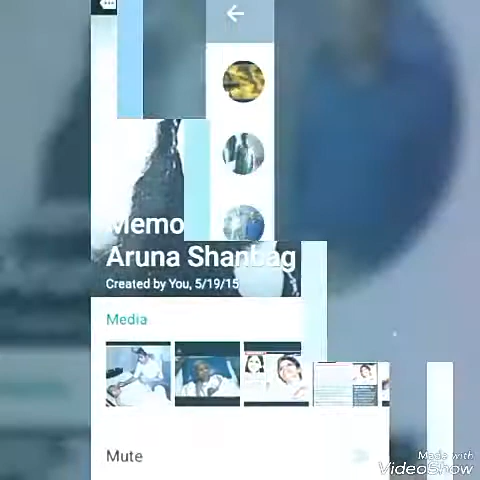 Memo
Aruna Shanbag
Created by You, 5/19/15
Media
Mute
Made with
VideoShow